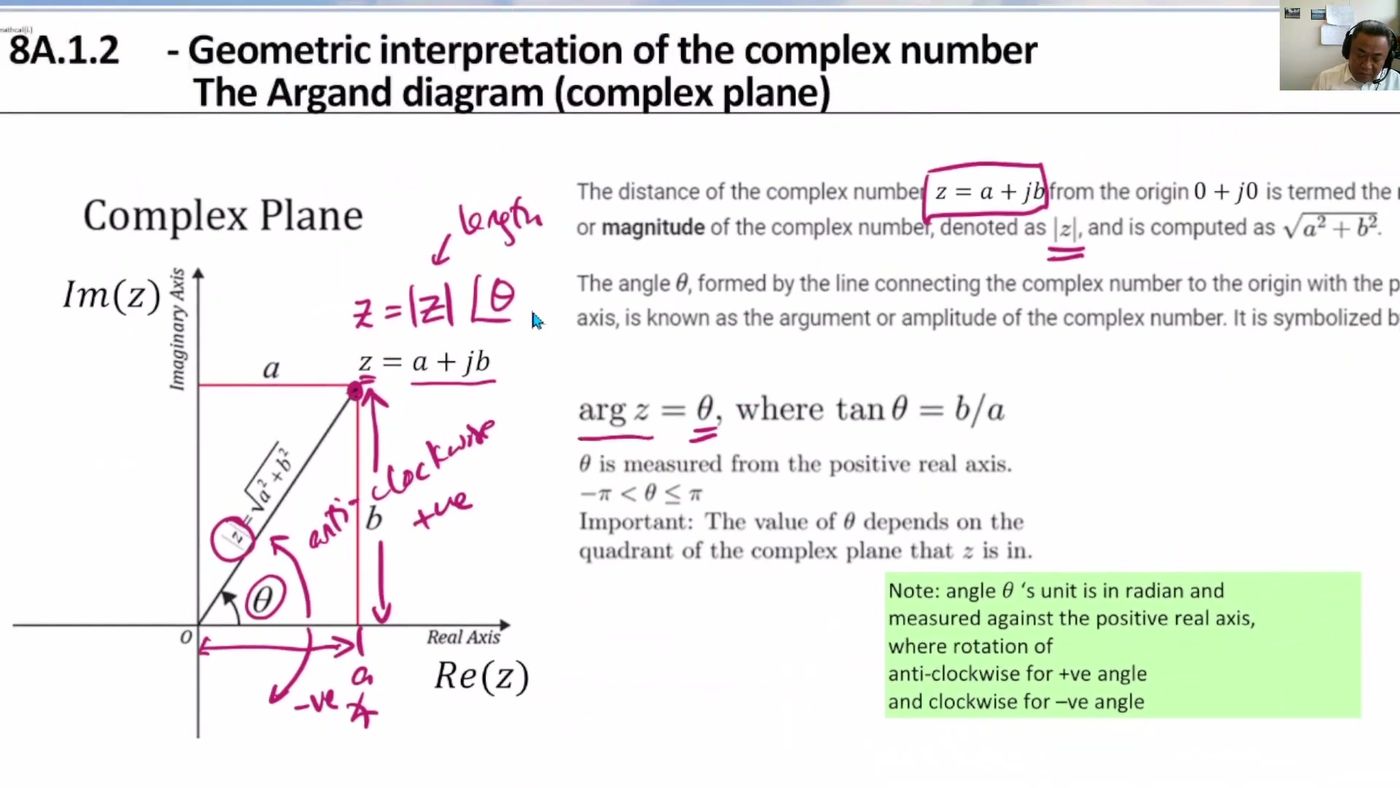 8A.1.2 - Geometric interpretation of the complex number
The Argand diagram (complex plane)
Complex Plane
Im(z)
Imaginary Axis
length
z = |z| ∠θ
z = a + jb
a
|z| = √a² + b²
anti-clockwise
+ve
b
θ
O
Real Axis
Re(z)
a
-ve
The distance of the complex number z = a + jb from the origin 0 + j0 is termed the
or magnitude of the complex number, denoted as |z|, and is computed as √a² + b².
The angle θ, formed by the line connecting the complex number to the origin with the p
axis, is known as the argument or amplitude of the complex number. It is symbolized b
arg z = θ, where tan θ = b/a
θ is measured from the positive real axis.
−π < θ ≤ π
Important: The value of θ depends on the
quadrant of the complex plane that z is in.
Note: angle θ 's unit is in radian and
measured against the positive real axis,
where rotation of
anti-clockwise for +ve angle
and clockwise for –ve angle